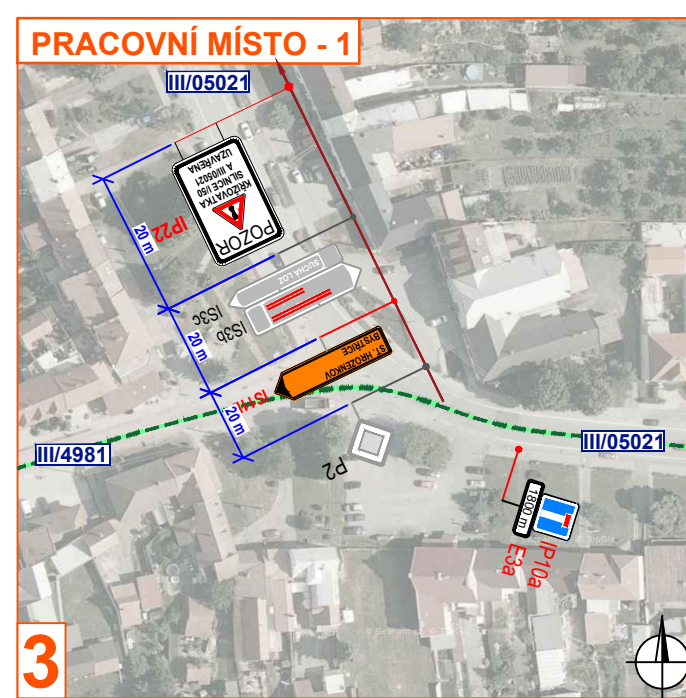 PRACOVNÍ MÍSTO - 1
III/05021
POZOR
KŘIŽOVATKA
SILNICE I/50
A III/05021
UZAVŘENA
IP22
20 m
SUCHÁ LOZ
IS3c
IS3b
20 m
ST. HROZENKOV
BYSTŘICE
20 m
III/4981
III/05021
P2
1800 m
IP10a
E3a
3